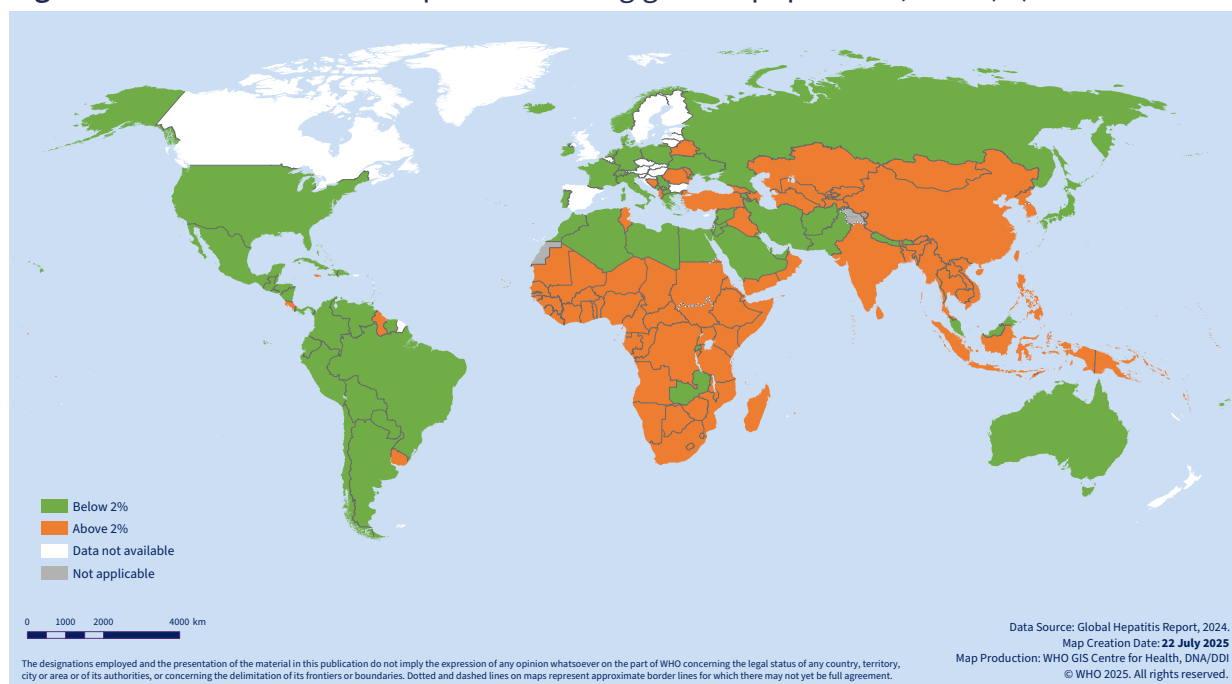 Below 2%
Above 2%
Data not available
Not applicable
0 1000 2000 4000 km
Data Source: Global Hepatitis Report, 2024.
Map Creation Date: 22 July 2025
Map Production: WHO GIS Centre for Health, DNA/DDI
© WHO 2025. All rights reserved.
The designations employed and the presentation of the material in this publication do not imply the expression of any opinion whatsoever on the part of WHO concerning the legal status of any country, territory,
city or area or of its authorities, or concerning the delimitation of its frontiers or boundaries. Dotted and dashed lines on maps represent approximate border lines for which there may not yet be full agreement.